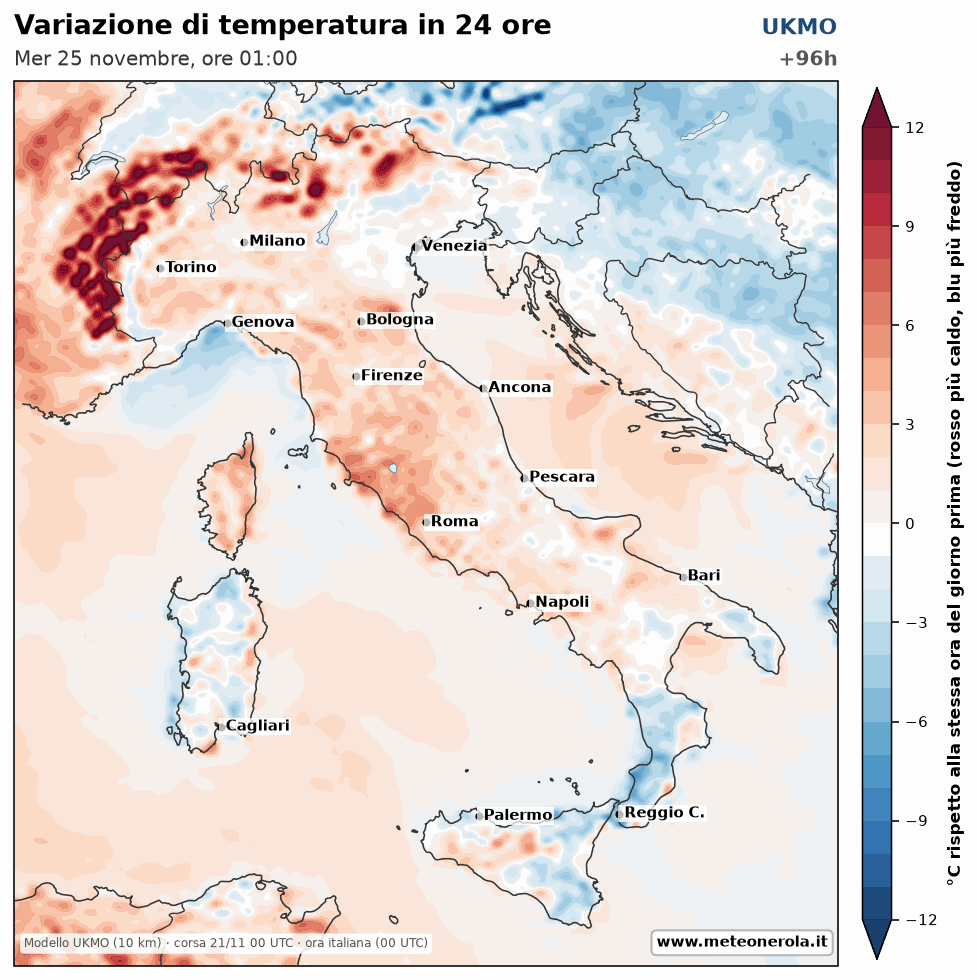 Variazione di temperatura in 24 ore
UKMO
Mer 25 novembre, ore 01:00
+96h
Milano
Venezia
Torino
Genova
Bologna
Firenze
Ancona
Pescara
Roma
Bari
Napoli
Cagliari
Palermo
Reggio C.
12
9
6
3
0
−3
−6
−9
−12
°C rispetto alla stessa ora del giorno prima (rosso più caldo, blu più freddo)
Modello UKMO (10 km) · corsa 21/11 00 UTC · ora italiana (00 UTC)
www.meteonerola.it